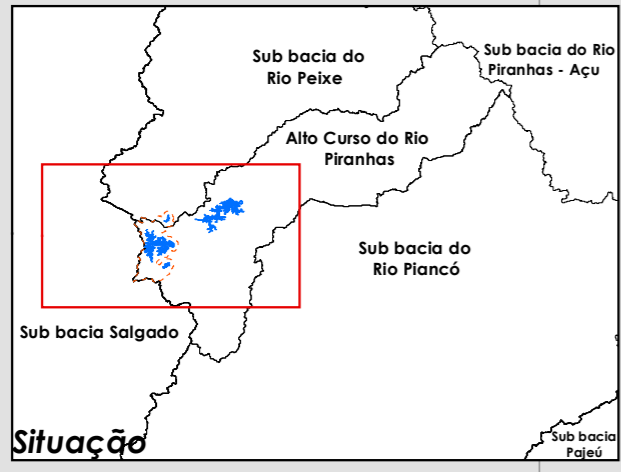 Sub bacia do
Rio Peixe
Sub bacia do Rio
Piranhas - Açu
Alto Curso do Rio
Piranhas
Sub bacia do
Rio Piancó
Sub bacia Salgado
Situação
Sub bacia
Pajeú